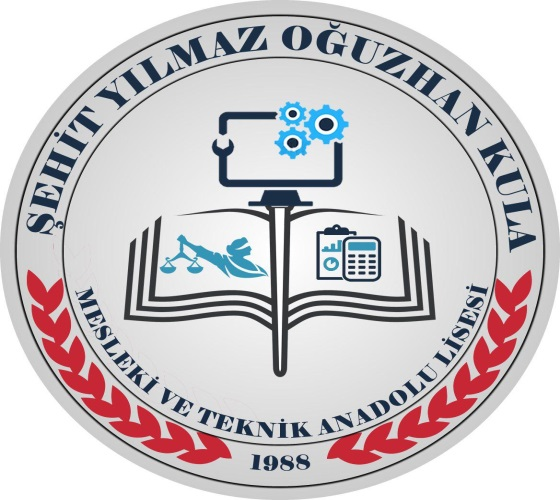 ŞEHİT YILMAZ OĞUZHAN KULA
MESLEKİ VE TEKNİK ANADOLU LİSESİ
1988